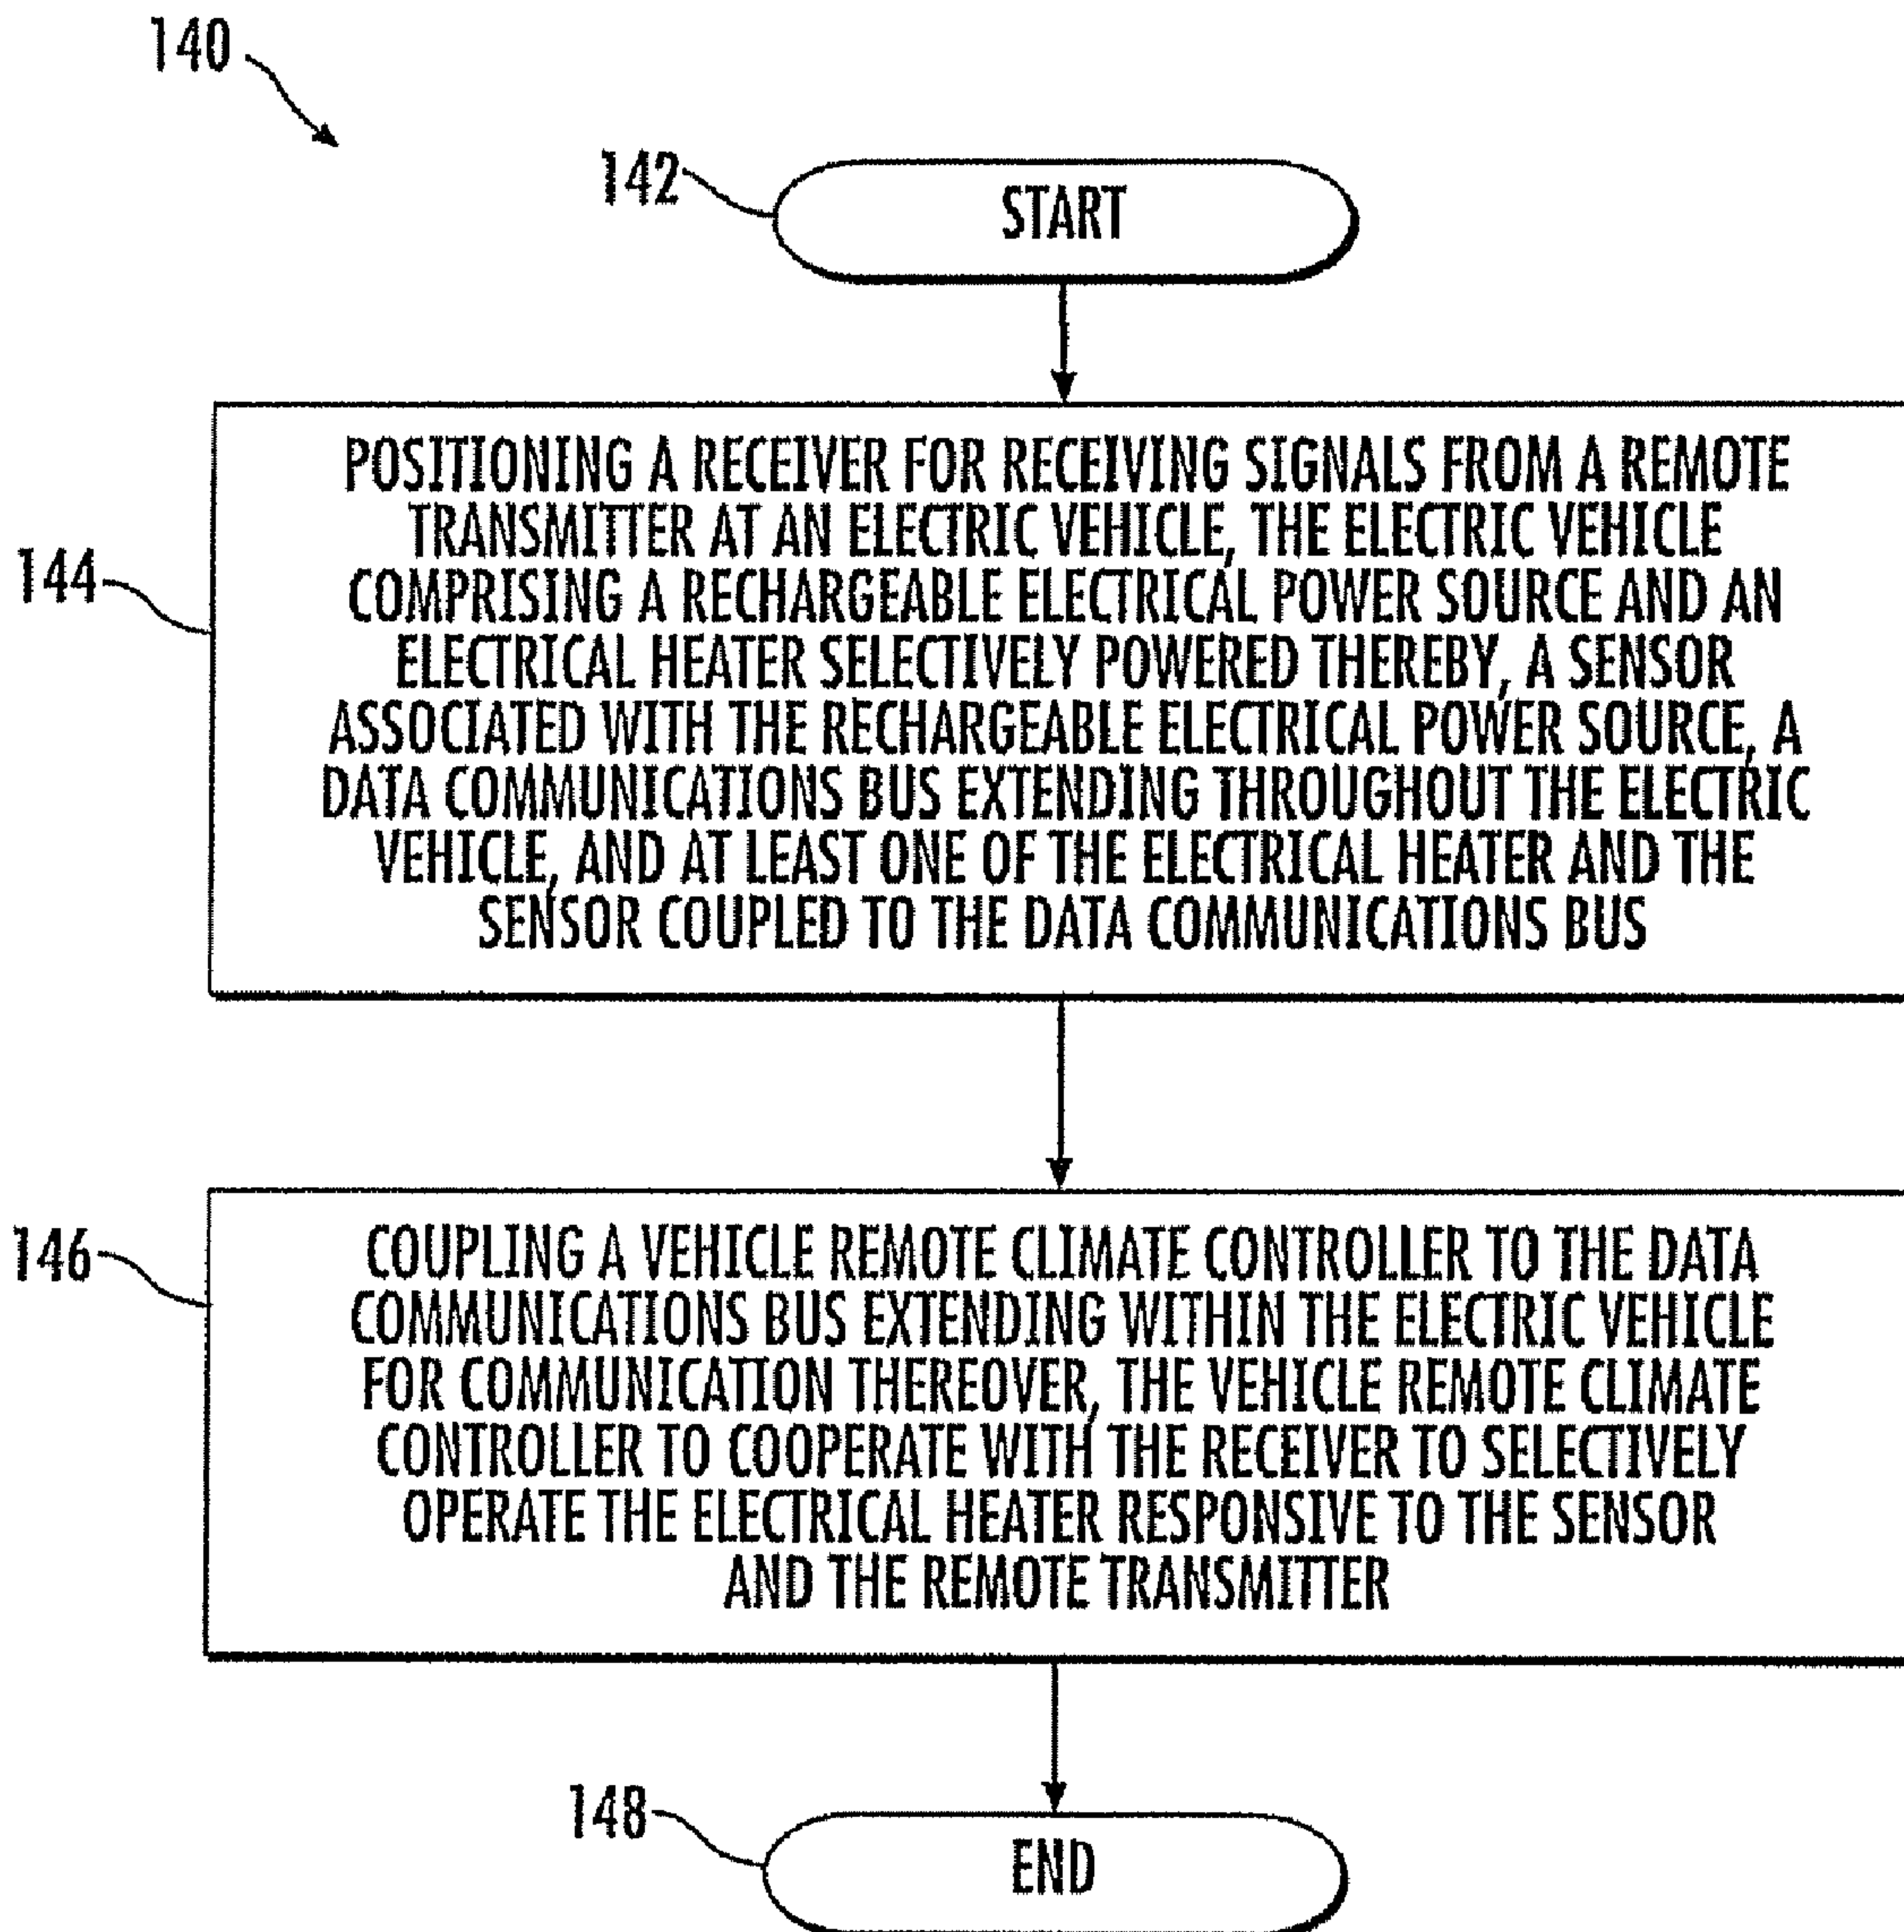 140
142
START
144
POSITIONING A RECEIVER FOR RECEIVING SIGNALS FROM A REMOTE
TRANSMITTER AT AN ELECTRIC VEHICLE, THE ELECTRIC VEHICLE
COMPRISING A RECHARGEABLE ELECTRICAL POWER SOURCE AND AN
ELECTRICAL HEATER SELECTIVELY POWERED THEREBY, A SENSOR
ASSOCIATED WITH THE RECHARGEABLE ELECTRICAL POWER SOURCE, A
DATA COMMUNICATIONS BUS EXTENDING THROUGHOUT THE ELECTRIC
VEHICLE, AND AT LEAST ONE OF THE ELECTRICAL HEATER AND THE
SENSOR COUPLED TO THE DATA COMMUNICATIONS BUS
146
COUPLING A VEHICLE REMOTE CLIMATE CONTROLLER TO THE DATA
COMMUNICATIONS BUS EXTENDING WITHIN THE ELECTRIC VEHICLE
FOR COMMUNICATION THEREOVER, THE VEHICLE REMOTE CLIMATE
CONTROLLER TO COOPERATE WITH THE RECEIVER TO SELECTIVELY
OPERATE THE ELECTRICAL HEATER RESPONSIVE TO THE SENSOR
AND THE REMOTE TRANSMITTER
148
END